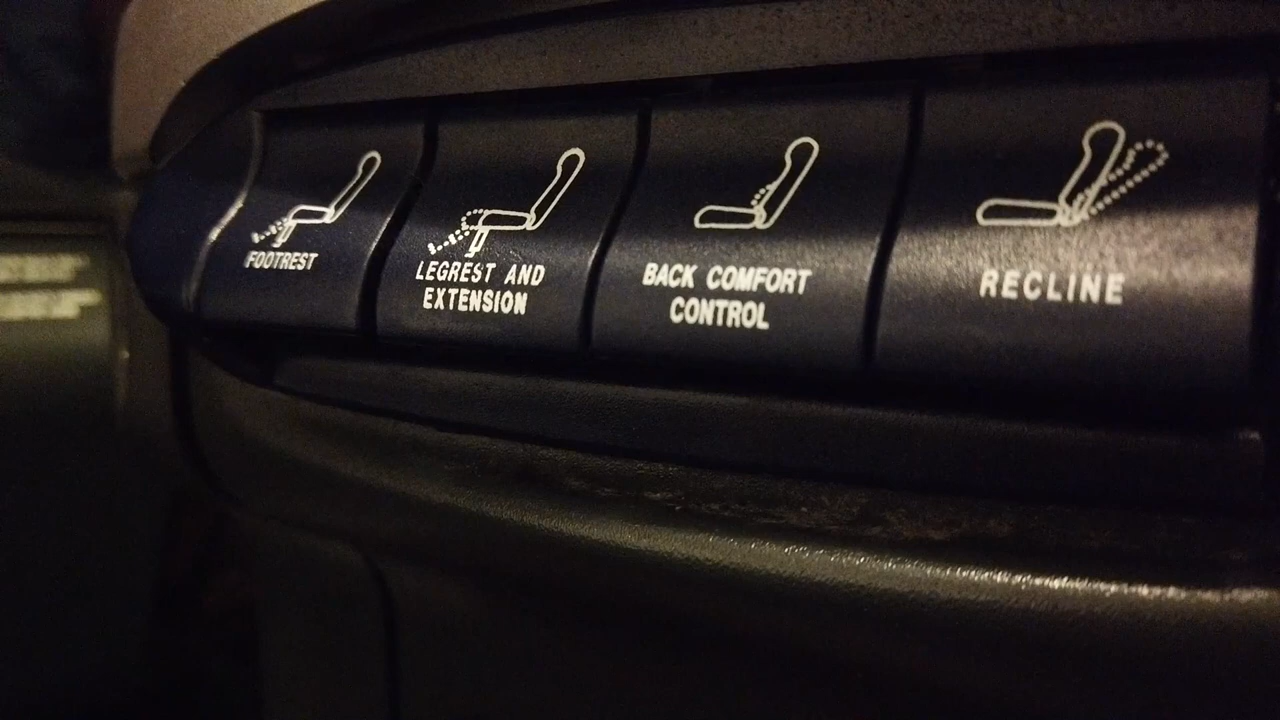 FOOTREST
LEGREST AND
EXTENSION
BACK COMFORT
CONTROL
RECLINE